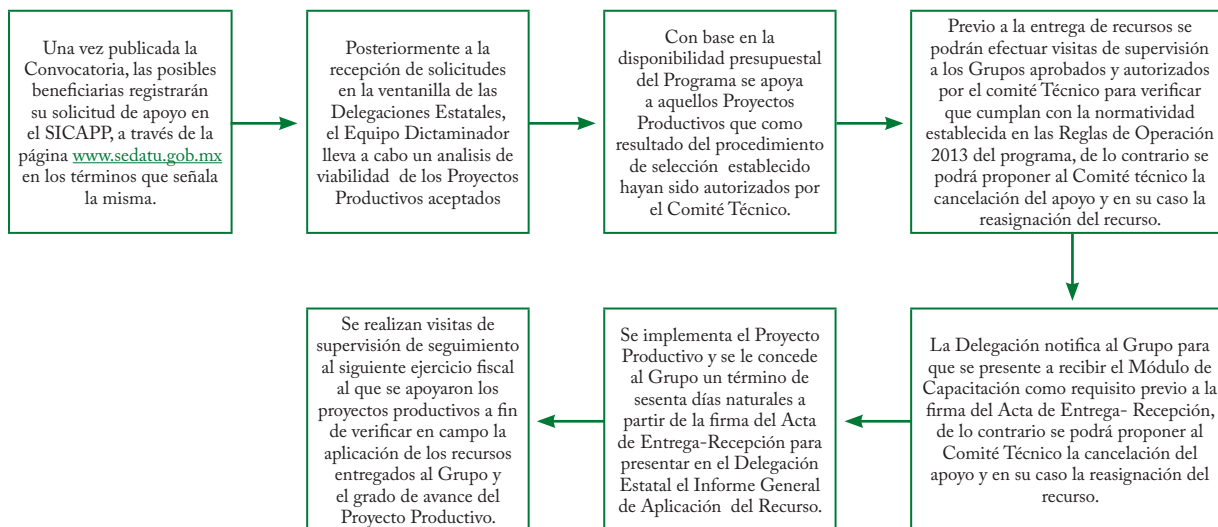 Una vez publicada la
Convocatoria, las posibles
beneficiarias registrarán
su solicitud de apoyo en
el SICAPP, a través de la
página www.sedatu.gob.mx
en los términos que señala
la misma.
Posteriormente a la
recepción de solicitudes
en la ventanilla de las
Delegaciones Estatales,
el Equipo Dictaminador
lleva a cabo un analisis de
viabilidad de los Proyectos
Productivos aceptados
Con base en la
disponibilidad presupuestal
del Programa se apoya
a aquellos Proyectos
Productivos que como
resultado del procedimiento
de selección establecido
hayan sido autorizados por
el Comité Técnico.
Previo a la entrega de recursos se
podrán efectuar visitas de supervisión
a los Grupos aprobados y autorizados
por el comité Técnico para verificar
que cumplan con la normatividad
establecida en las Reglas de Operación
2013 del programa, de lo contrario se
podrá proponer al Comité técnico la
cancelación del apoyo y en su caso la
reasignación del recurso.
La Delegación notifica al Grupo para
que se presente a recibir el Módulo de
Capacitación como requisito previo a la
firma del Acta de Entrega- Recepción,
de lo contrario se podrá proponer al
Comité Técnico la cancelación del
apoyo y en su caso la reasignación del
recurso.
Se implementa el Proyecto
Productivo y se le concede
al Grupo un término de
sesenta días naturales a
partir de la firma del Acta
de Entrega-Recepción para
presentar en el Delegación
Estatal el Informe General
de Aplicación del Recurso.
Se realizan visitas de
supervisión de seguimiento
al siguiente ejercicio fiscal
al que se apoyaron los
proyectos productivos a fin
de verificar en campo la
aplicación de los recursos
entregados al Grupo y
el grado de avance del
Proyecto Productivo.